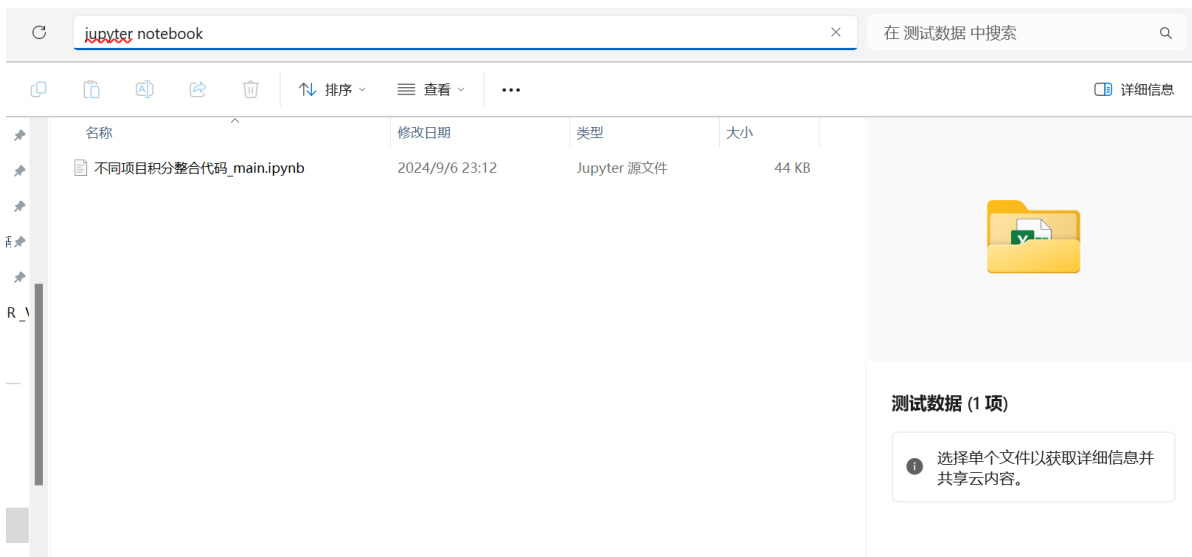 jupyter notebook
在 测试数据 中搜索
排序
查看
详细信息
名称
修改日期
类型
大小
不同项目积分整合代码_main.ipynb
2024/9/6 23:12
Jupyter 源文件
44 KB
R_V
测试数据 (1 项)
选择单个文件以获取详细信息并
共享云内容。